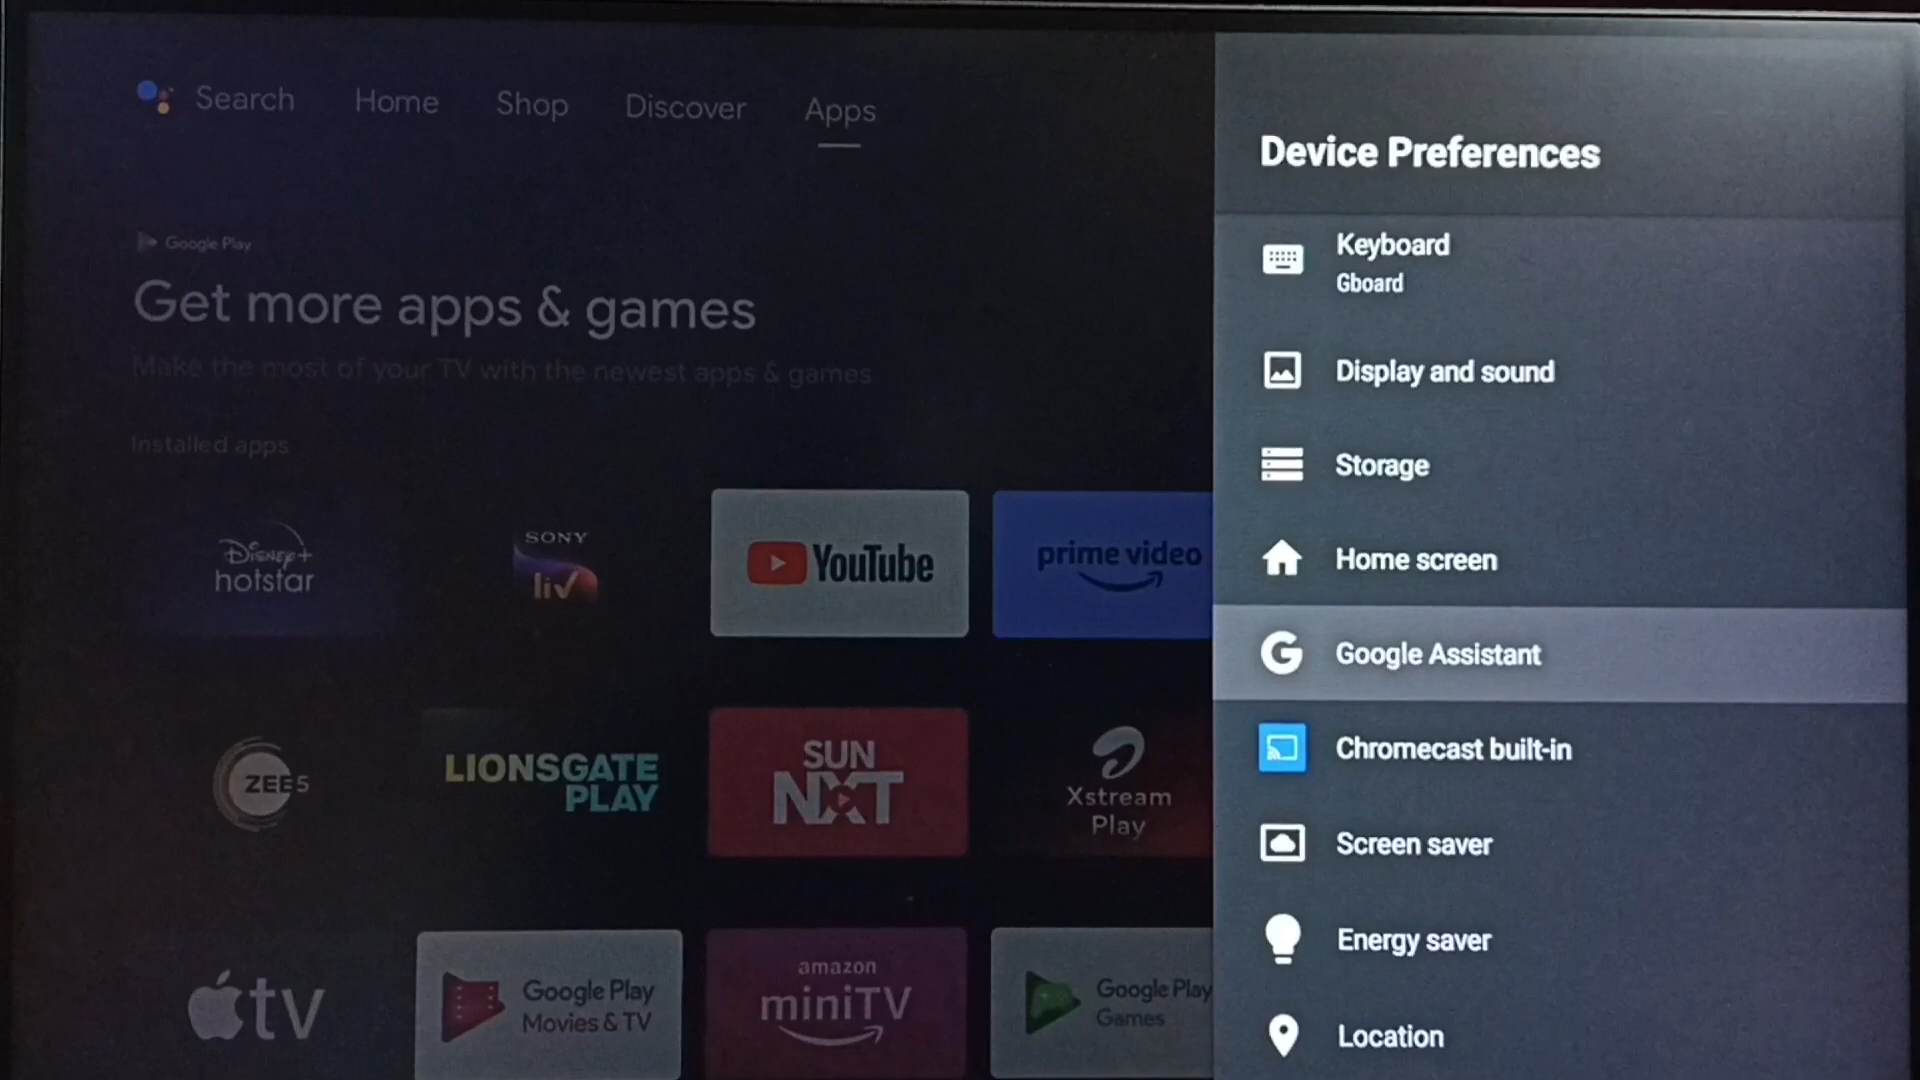 Search Home Shop Discover Apps
Google Play
Get more apps & games
Make the most of your TV with the newest apps & games
Installed apps
Disney+
hotstar
SONY
liv
YouTube
prime video
ZEE5
LIONSGATE
PLAY
SUN
NXT
Xstream
Play
tv
Google Play
Movies & TV
amazon
miniTV
Google Play
Games
Device Preferences
Keyboard
Gboard
Display and sound
Storage
Home screen
Google Assistant
Chromecast built-in
Screen saver
Energy saver
Location